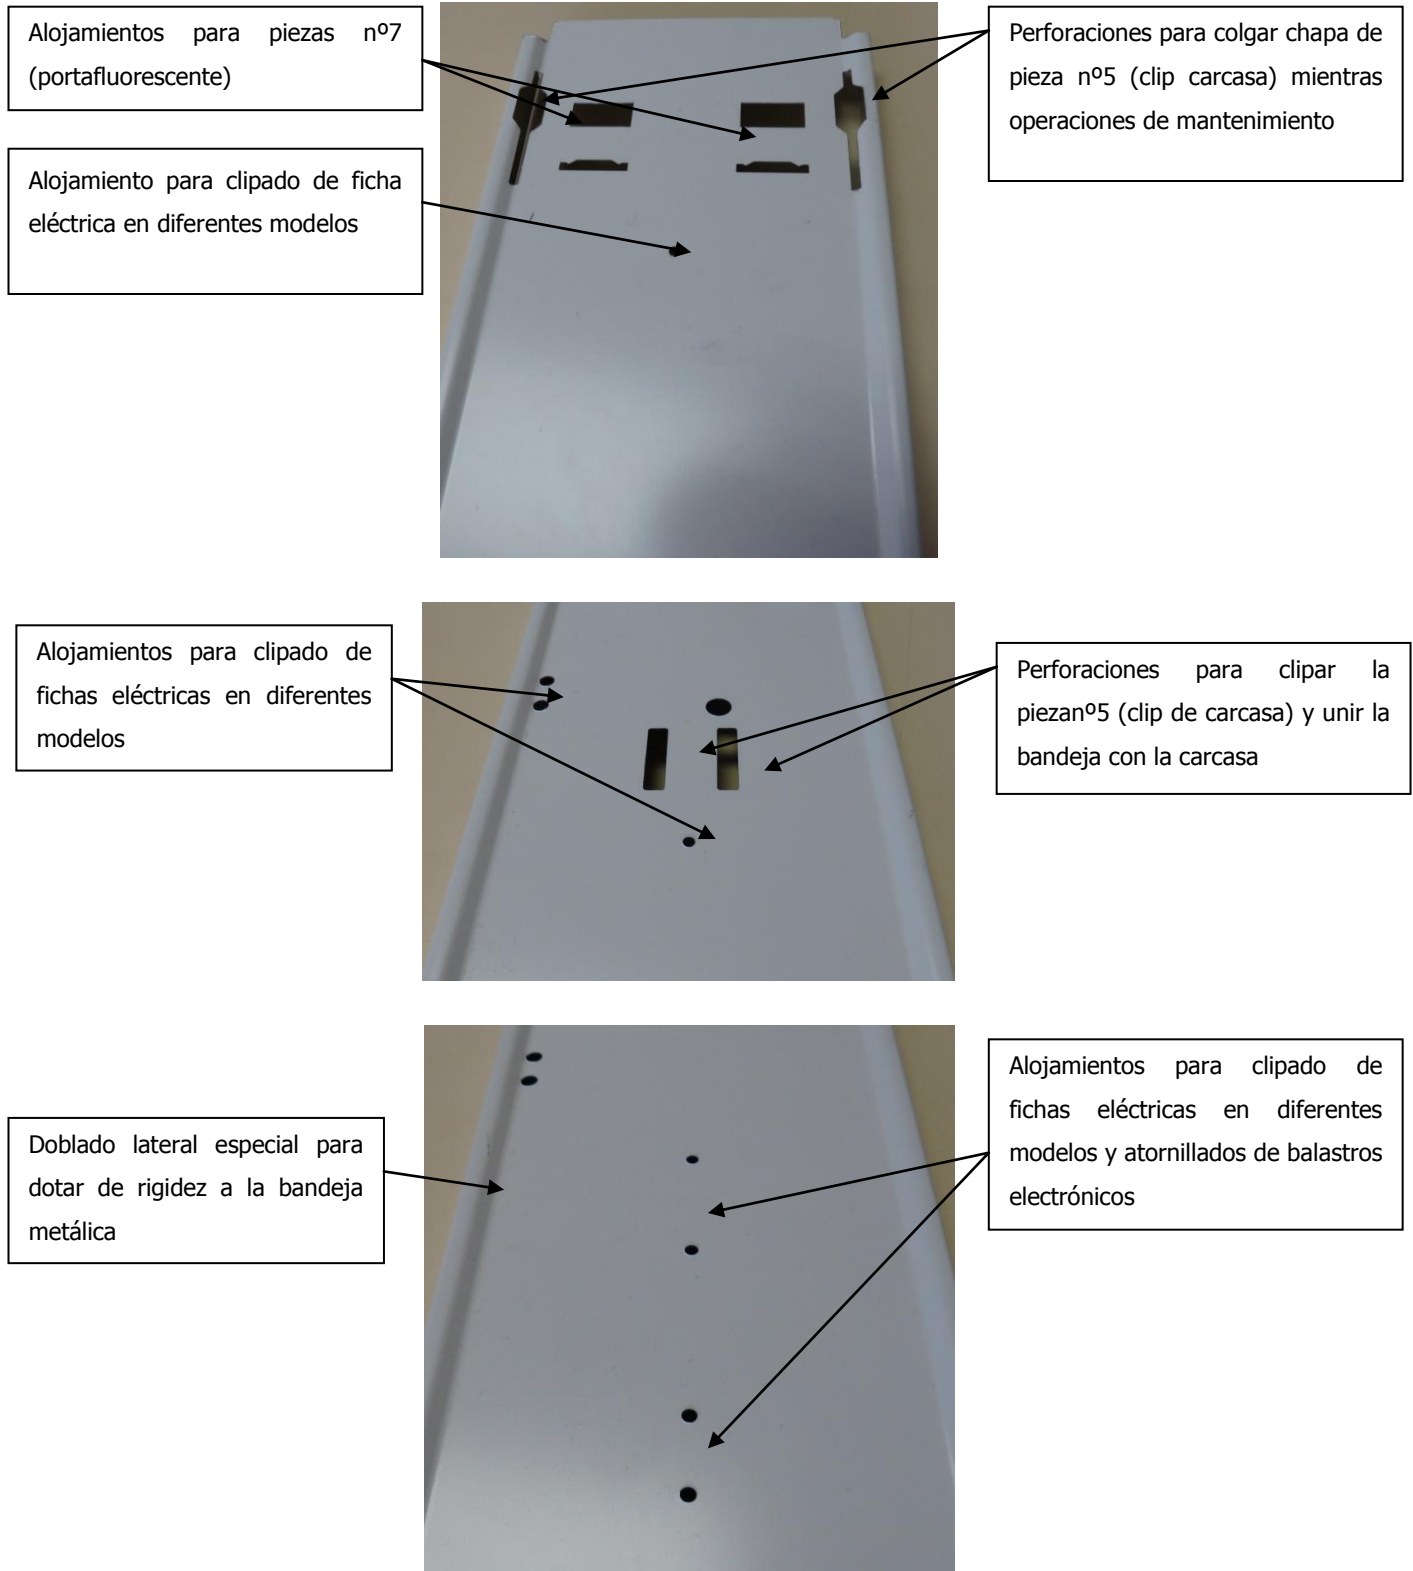 Alojamientos para piezas nº7
(portafluorescente)
Perforaciones para colgar chapa de
pieza nº5 (clip carcasa) mientras
operaciones de mantenimiento
Alojamiento para clipado de ficha
eléctrica en diferentes modelos
Alojamientos para clipado de
fichas eléctricas en diferentes
modelos
Perforaciones para clipar la
piezanº5 (clip de carcasa) y unir la
bandeja con la carcasa
Doblado lateral especial para
dotar de rigidez a la bandeja
metálica
Alojamientos para clipado de
fichas eléctricas en diferentes
modelos y atornillados de balastros
electrónicos